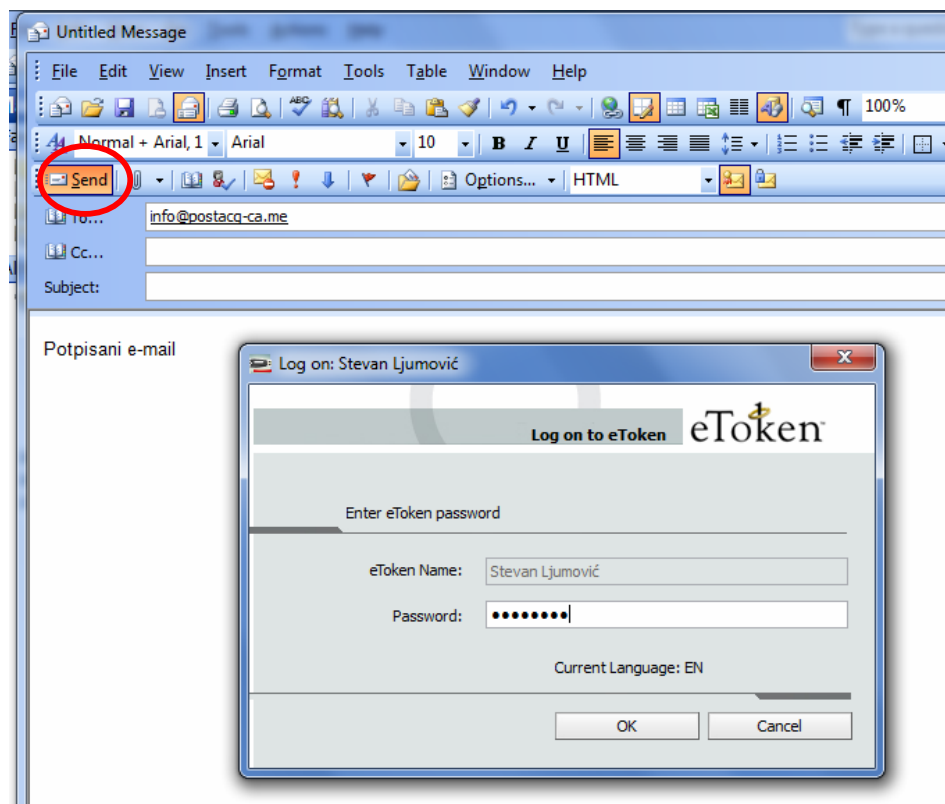 Untitled Message
File Edit View Insert Format Tools Table Window Help
ABC 100%
Normal + Arial, 1 Arial 10 B I U
Send Options... HTML
To...
info@postacg-ca.me
Cc...
Subject:
Potpisani e-mail
Log on: Stevan Ljumović
Log on to eToken eToken
Enter eToken password
eToken Name: Stevan Ljumović
Password: ••••••••
Current Language: EN
OK Cancel